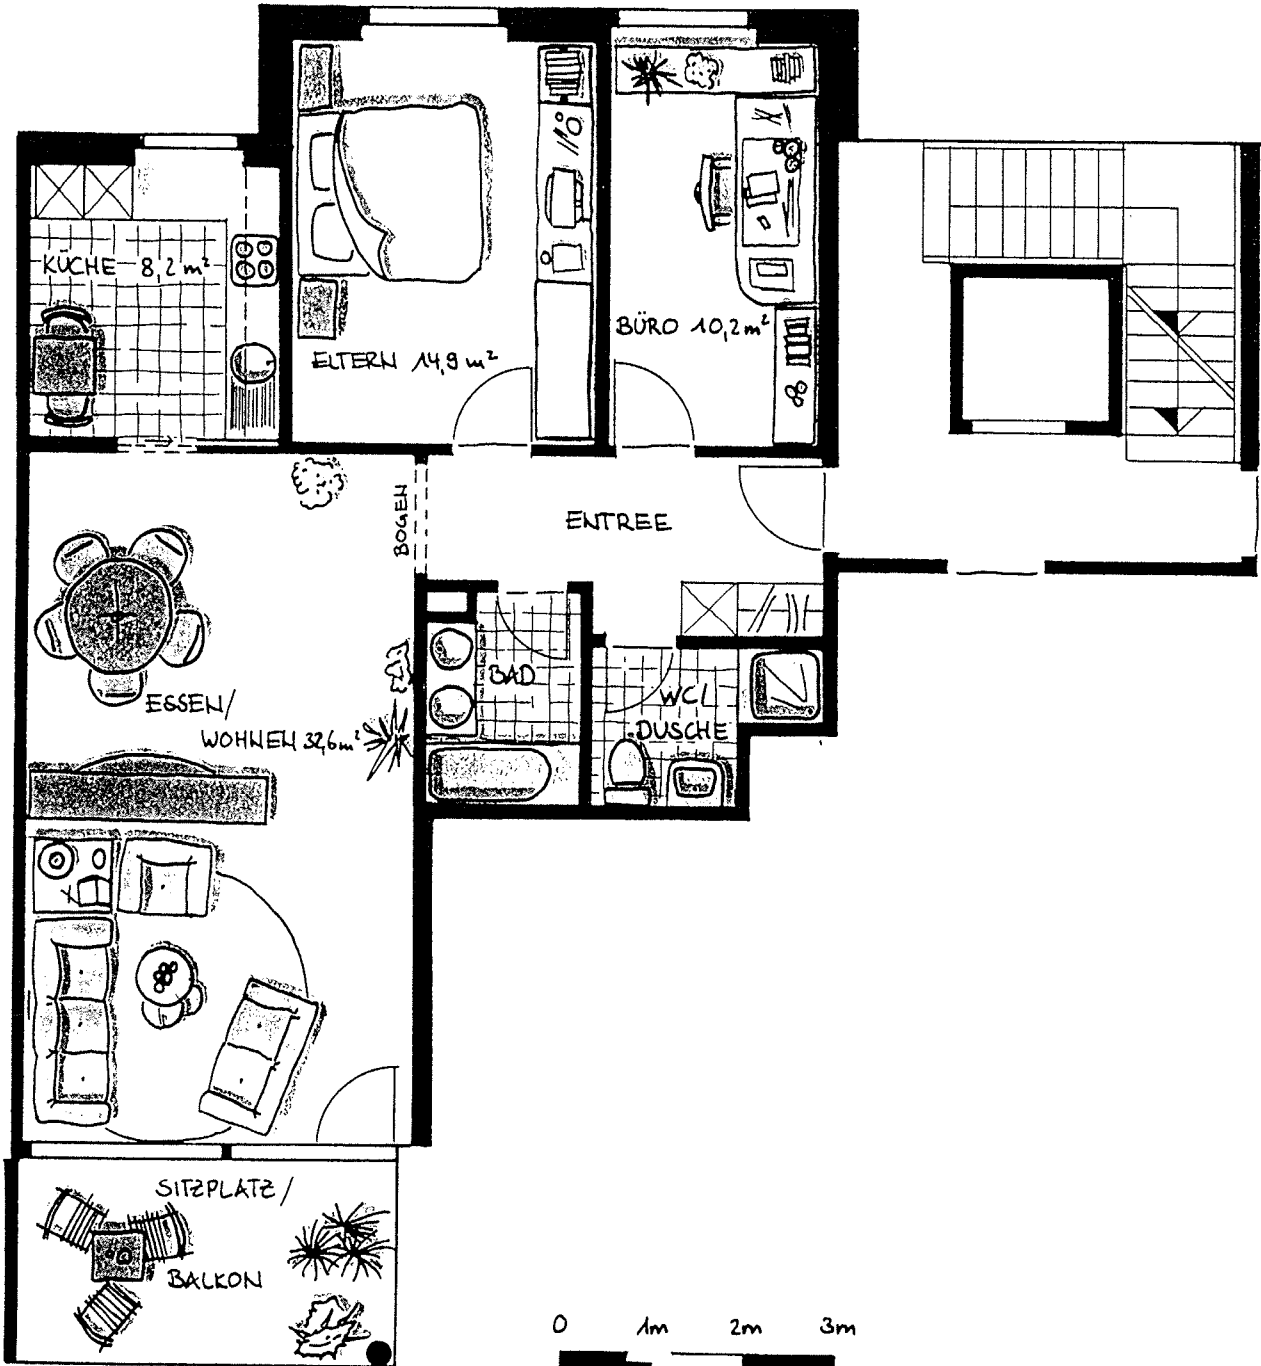 KÜCHE 8,2 m²
ELTERN 14,9 m²
BÜRO 10,2 m²
BOGEN
ENTREE
BAD
WC/
DUSCHE
ESSEN/
WOHNEN 32,6 m²
SITZPLATZ/
BALKON
0 1m 2m 3m